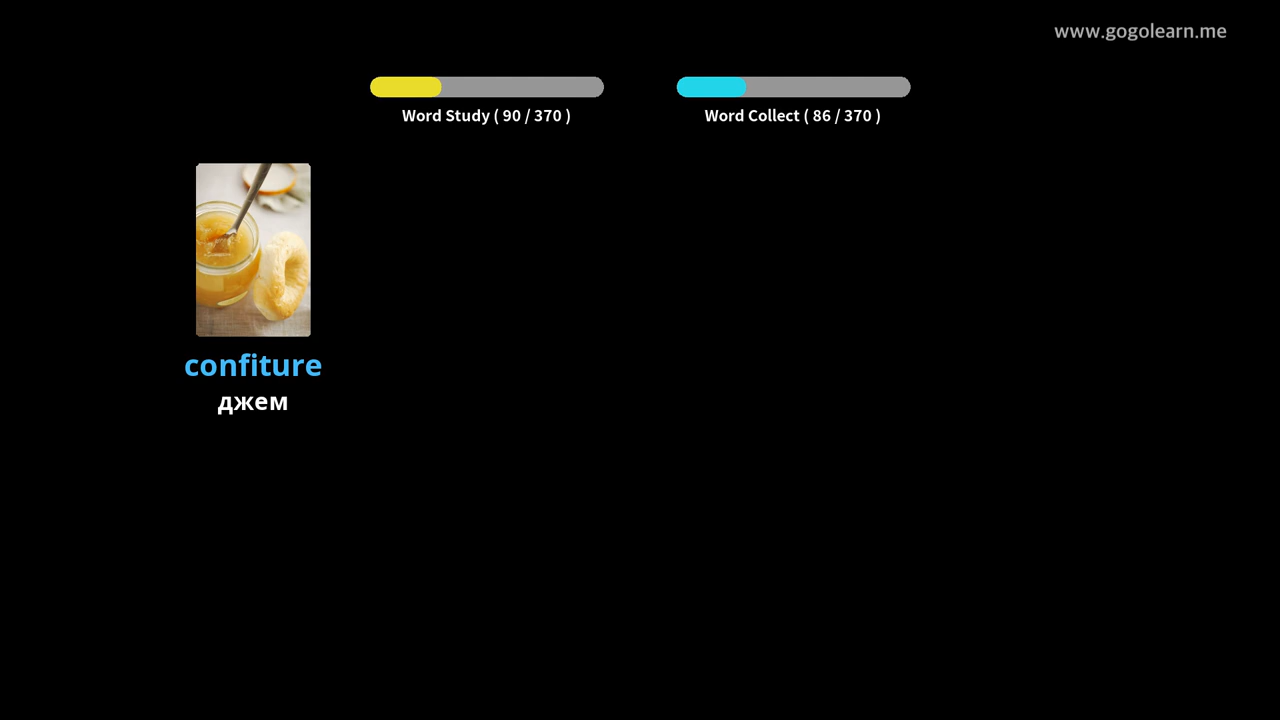 www.gogolearn.me
Word Study ( 90 / 370 )
Word Collect ( 86 / 370 )
confiture
джем